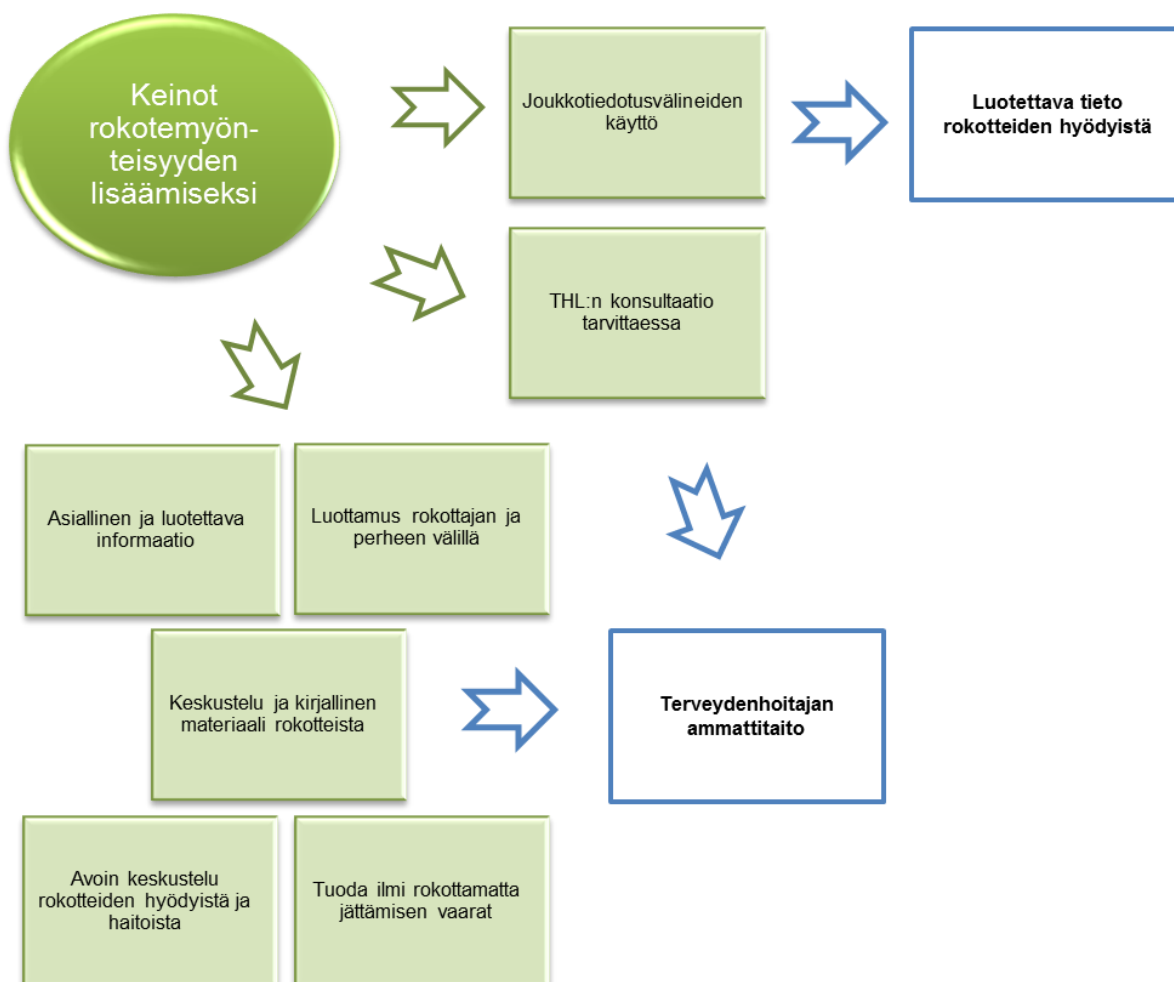 Keinot
rokotemyön-
teisyyden
lisäämiseksi
Joukkotiedotusvälineiden
käyttö
Luotettava tieto
rokotteiden hyödyistä
THL:n konsultaatio
tarvittaessa
Asiallinen ja luotettava
informaatio
Luottamus rokottajan ja
perheen välillä
Keskustelu ja kirjallinen
materiaali rokotteista
Terveydenhoitajan
ammattitaito
Avoin keskustelu
rokotteiden hyödyistä ja
haitoista
Tuoda ilmi rokottamatta
jättämisen vaarat